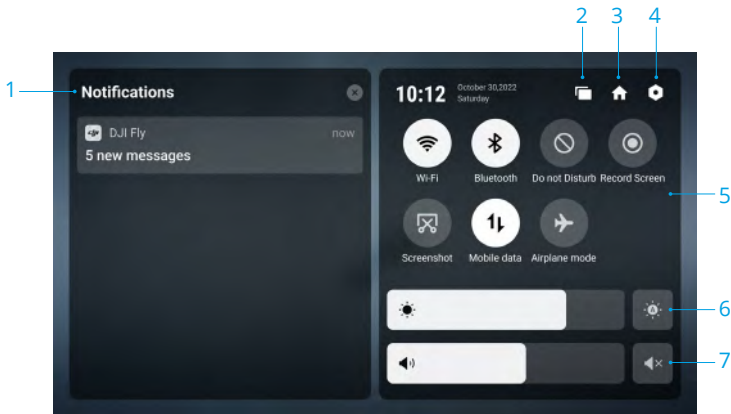 2 3 4
1 Notifications
10:12
October 30,2022
Saturday
DJI Fly now
5 new messages
Wi-Fi Bluetooth Do not Disturb Record Screen
5
Screenshot Mobile data Airplane mode
6
7